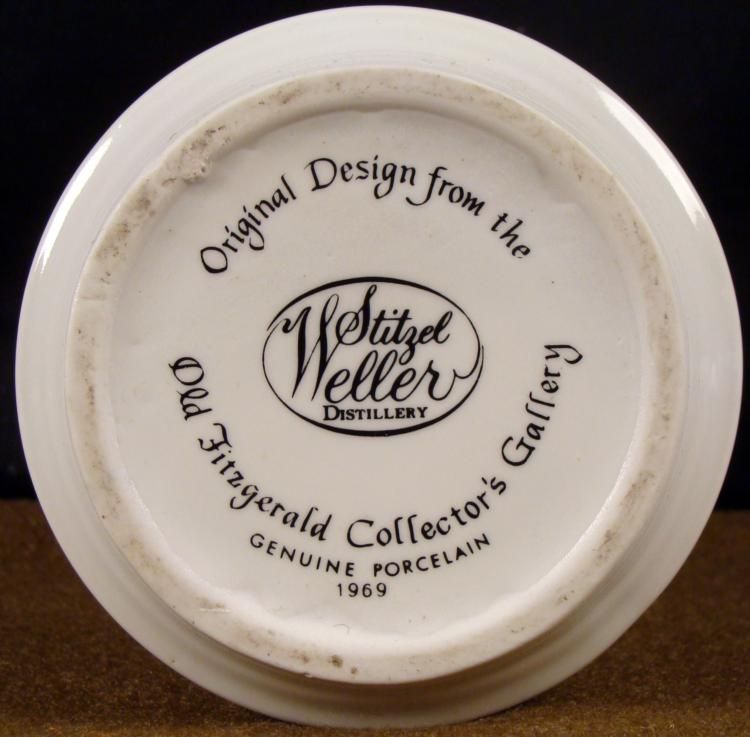 Original Design from the
Stitzel
Weller
DISTILLERY
Old Fitzgerald Collector's Gallery
GENUINE PORCELAIN
1969